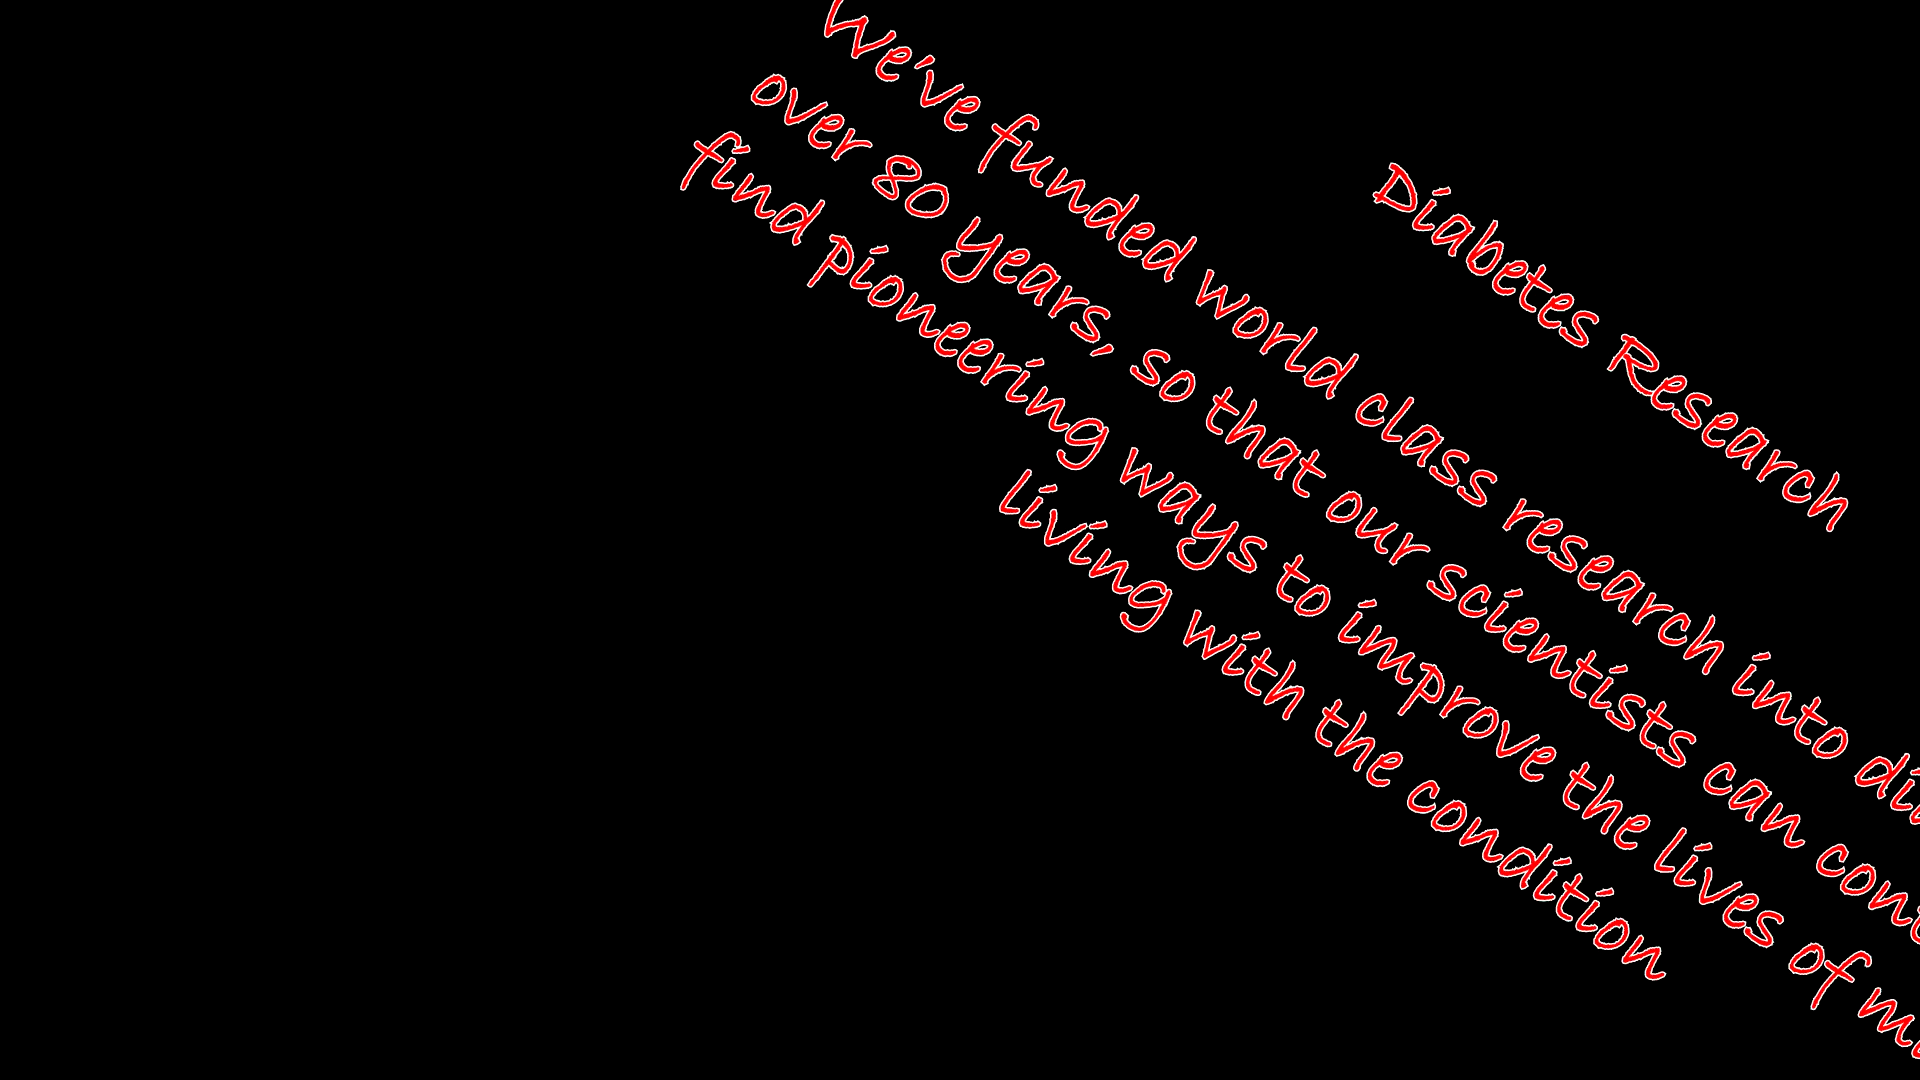 Diabetes Research
We've funded world class research into
over 80 years, so that our scientists can
find pioneering ways to improve the lives of
living with the condition